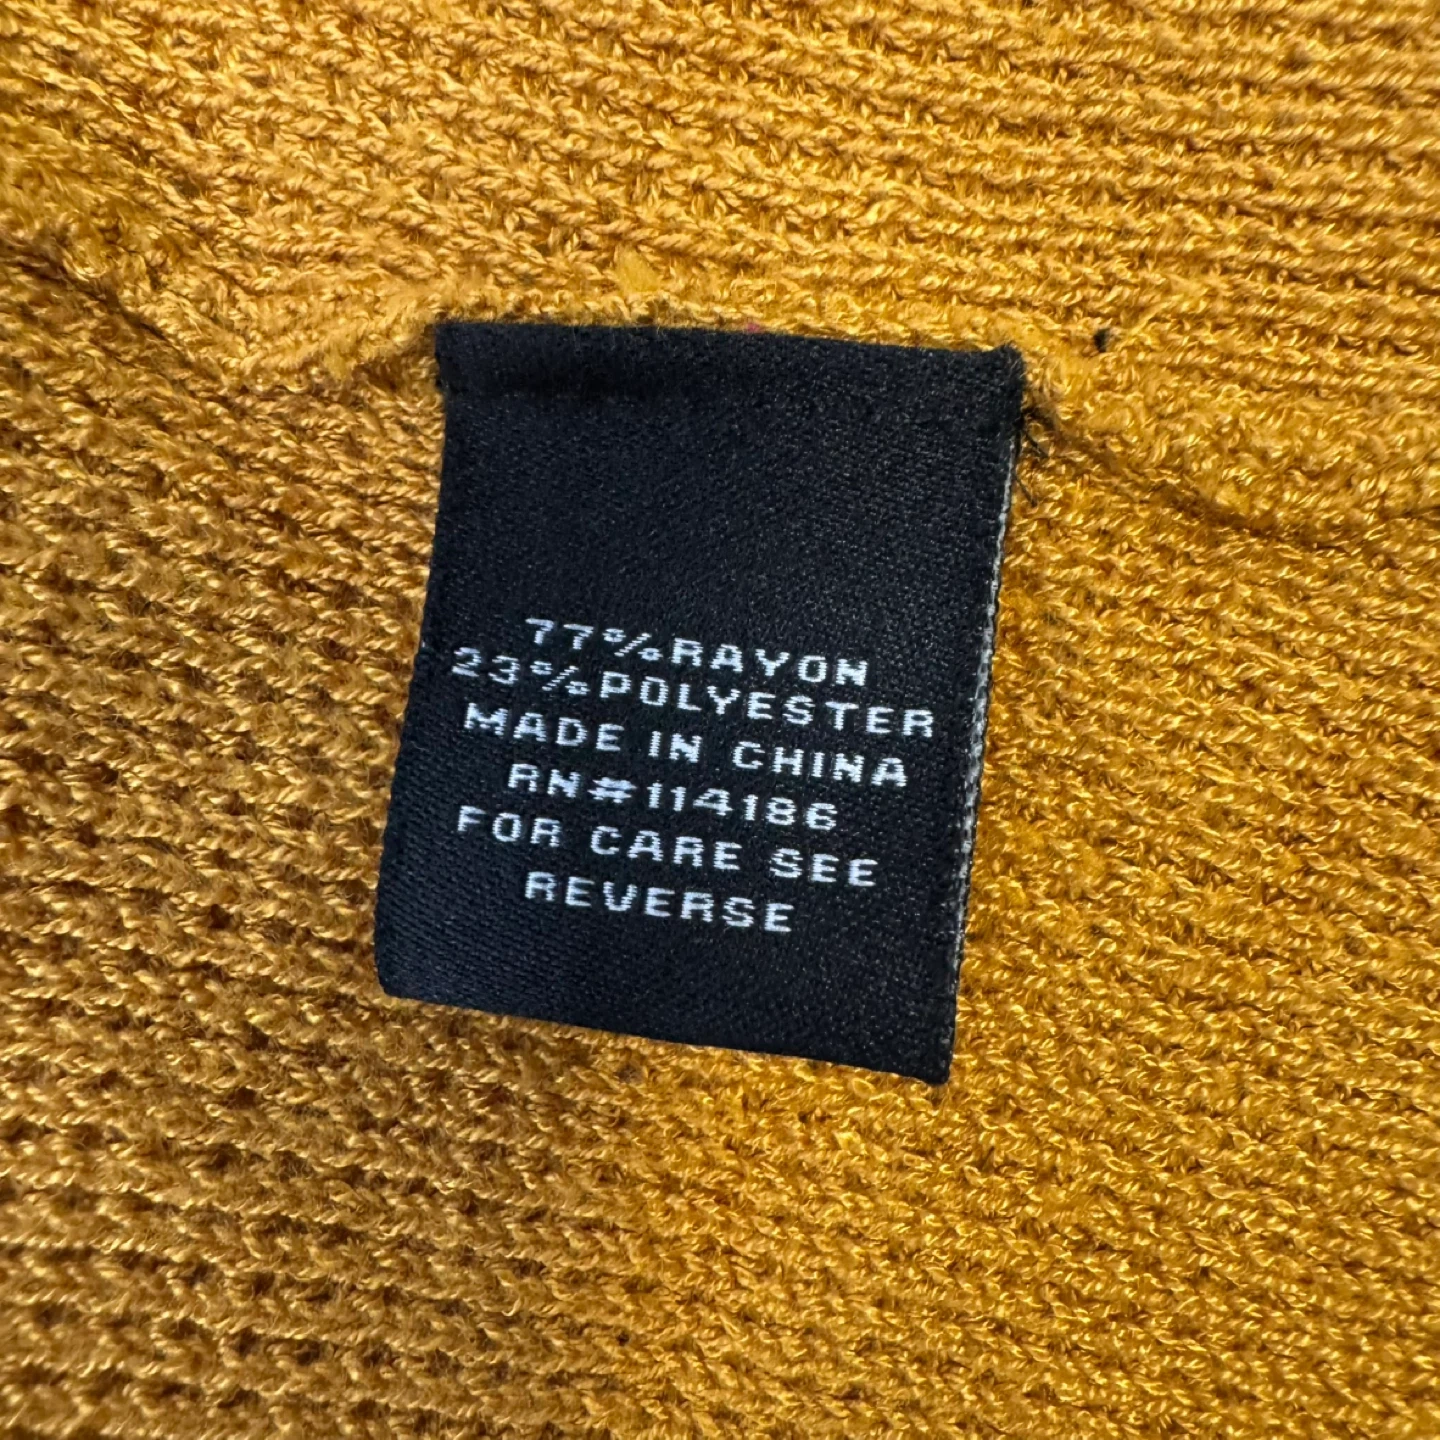 77%RAYON
23%POLYESTER
MADE IN CHINA
RN#114186
FOR CARE SEE
REVERSE